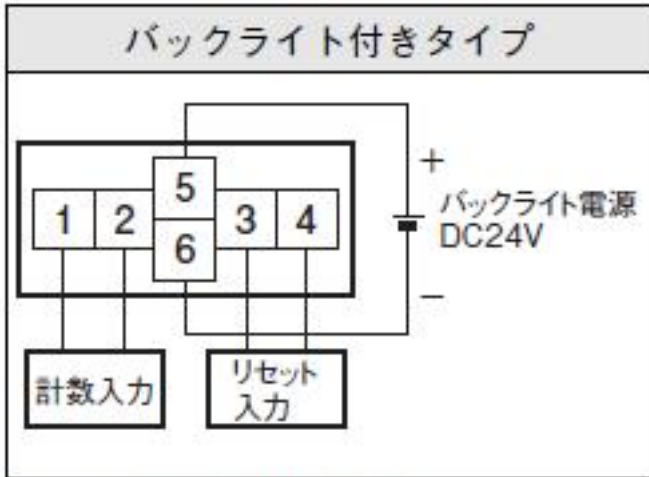 バックライト付きタイプ
5
+
1 2 3 4
バックライト電源
DC24V
6
−
計数入力
リセット
入力